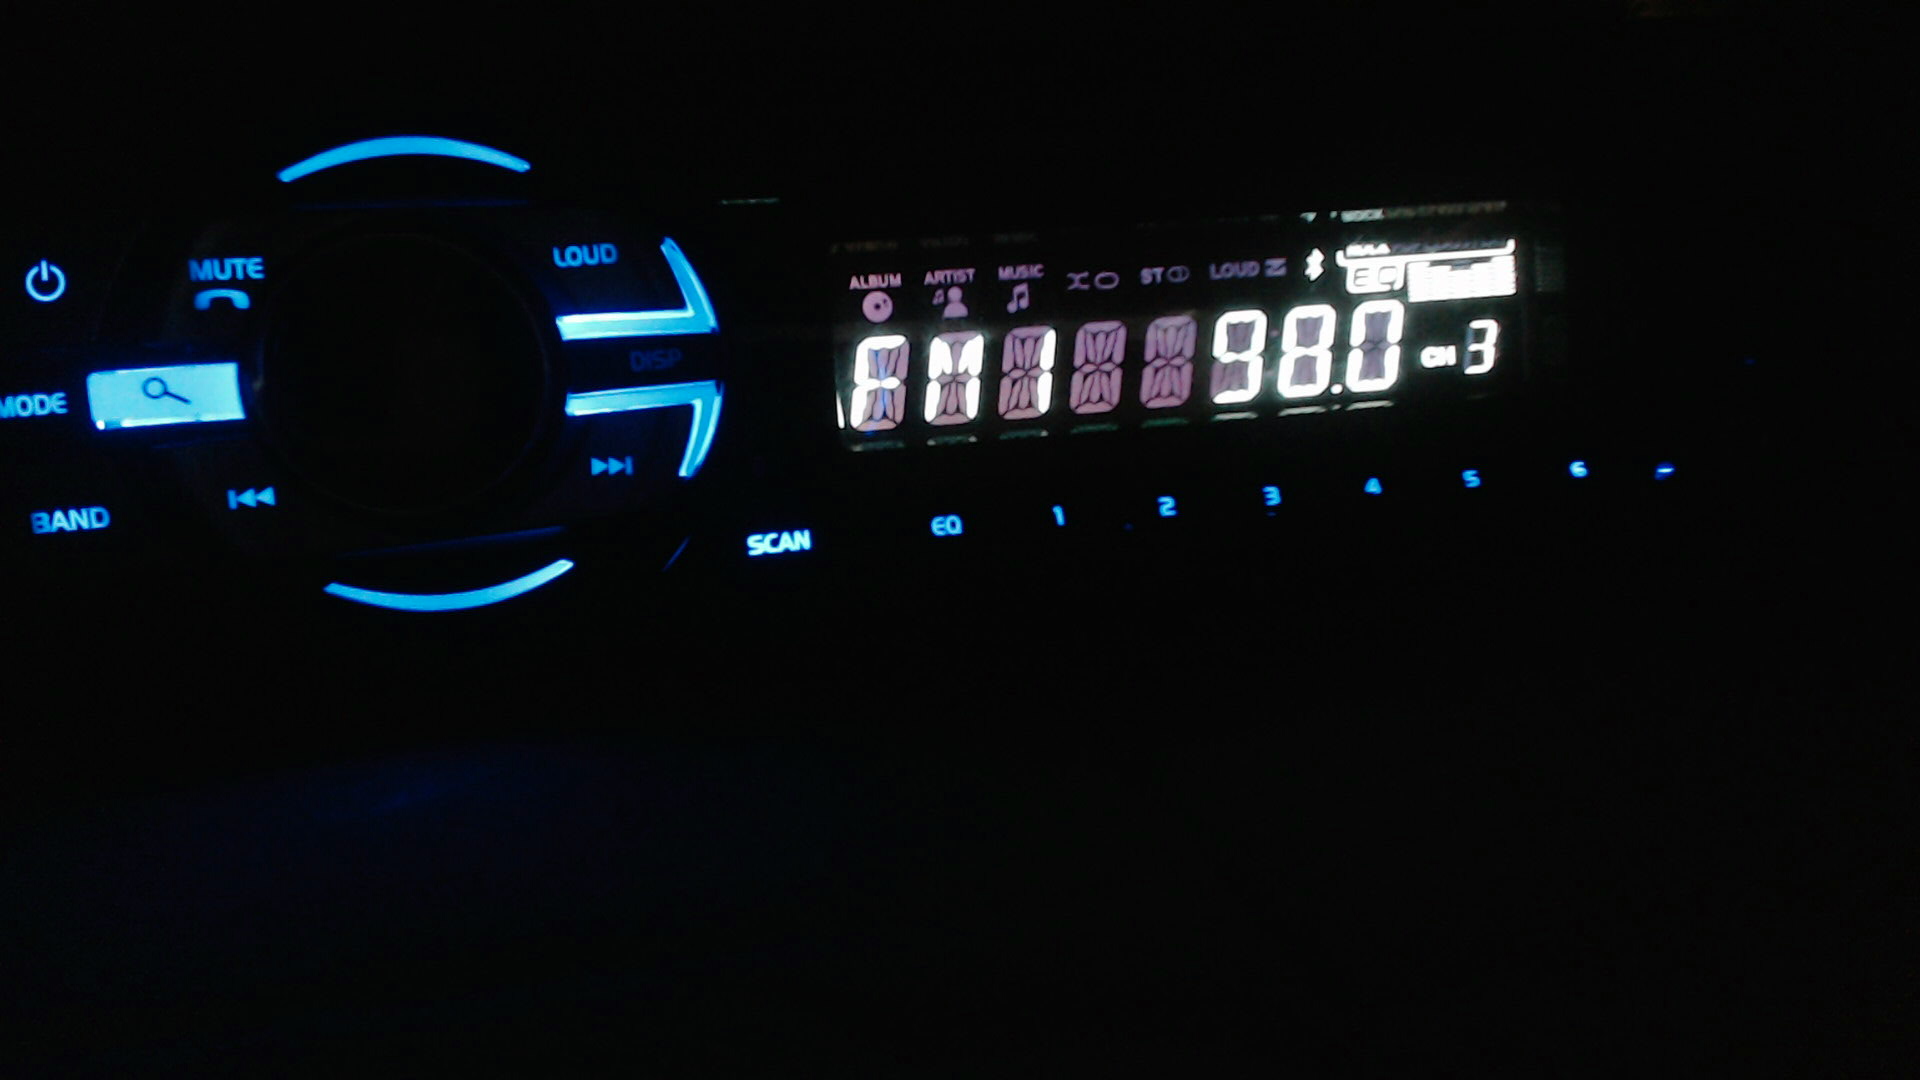 MUTE
LOUD
DISP
MODE
BAND
ALBUM ARTIST MUSIC ST LOUD EQ
FM1 98.0 CH 3
SCAN EQ 1 2 3 4 5 6